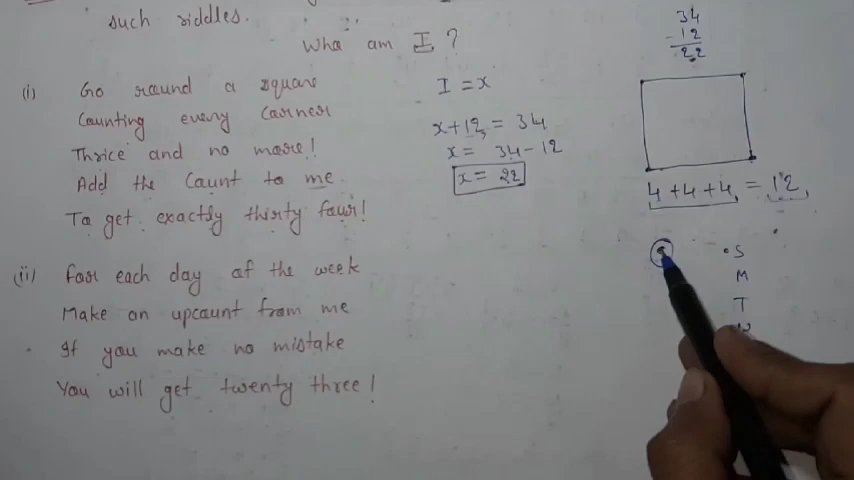 such riddles.
Wha am I ?
(i) Go round a square
Counting every Corner
Thrice and no more!
Add the Count to me
To get exactly thirty four!
I = x
x+12 = 34
x = 34-12
x = 22
34
-12
22
4 +4 +4 = 12
(ii) For each day of the week
Make an upcount from me
If you make no mistake
You will get twenty three!
S
M
T
W